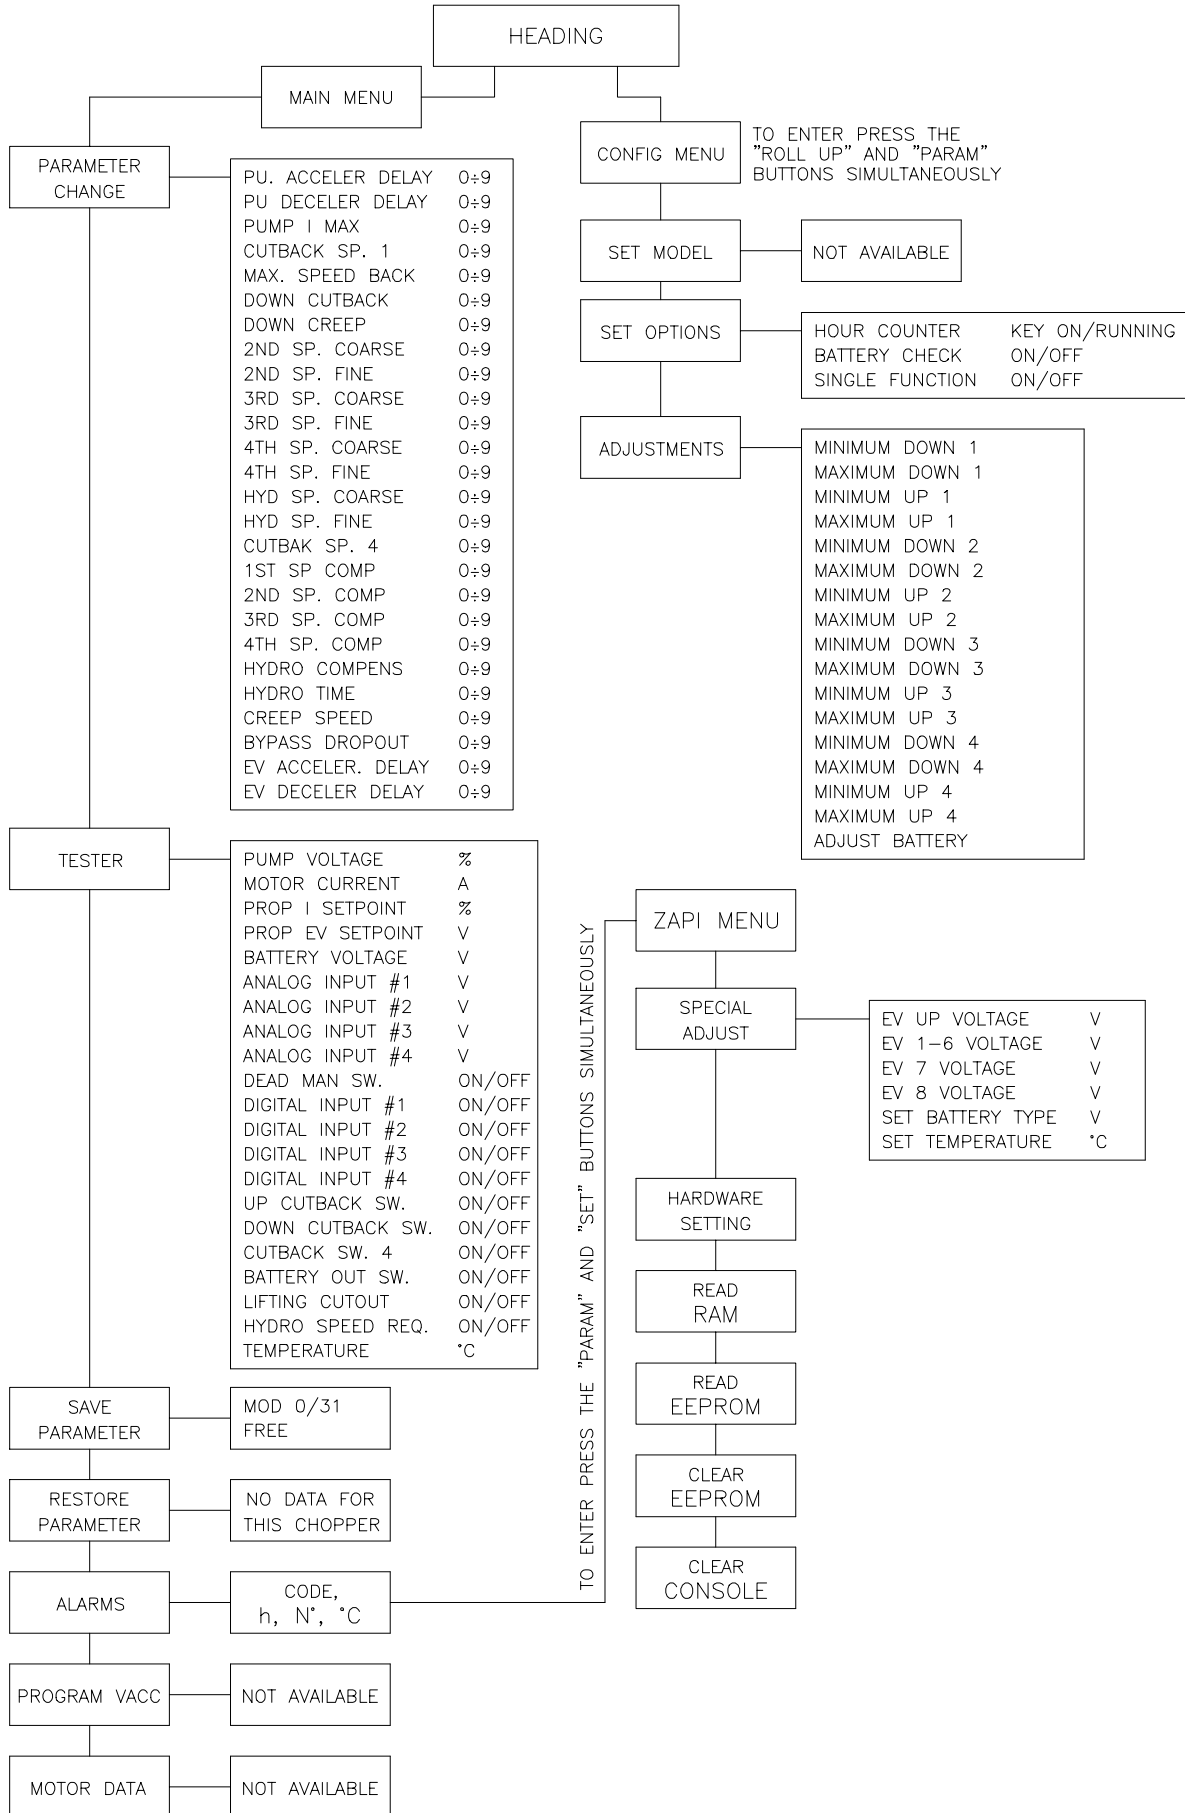 HEADING
MAIN MENU
CONFIG MENU
TO ENTER PRESS THE
"ROLL UP" AND "PARAM"
BUTTONS SIMULTANEOUSLY
PARAMETER
CHANGE
PU. ACCELER DELAY 0÷9
PU DECELER DELAY 0÷9
PUMP I MAX 0÷9
CUTBACK SP. 1 0÷9
MAX. SPEED BACK 0÷9
DOWN CUTBACK 0÷9
DOWN CREEP 0÷9
2ND SP. COARSE 0÷9
2ND SP. FINE 0÷9
3RD SP. COARSE 0÷9
3RD SP. FINE 0÷9
4TH SP. COARSE 0÷9
4TH SP. FINE 0÷9
HYD SP. COARSE 0÷9
HYD SP. FINE 0÷9
CUTBAK SP. 4 0÷9
1ST SP COMP 0÷9
2ND SP. COMP 0÷9
3RD SP. COMP 0÷9
4TH SP. COMP 0÷9
HYDRO COMPENS 0÷9
HYDRO TIME 0÷9
CREEP SPEED 0÷9
BYPASS DROPOUT 0÷9
EV ACCELER. DELAY 0÷9
EV DECELER DELAY 0÷9
SET MODEL
NOT AVAILABLE
SET OPTIONS
HOUR COUNTER KEY ON/RUNNING
BATTERY CHECK ON/OFF
SINGLE FUNCTION ON/OFF
ADJUSTMENTS
MINIMUM DOWN 1
MAXIMUM DOWN 1
MINIMUM UP 1
MAXIMUM UP 1
MINIMUM DOWN 2
MAXIMUM DOWN 2
MINIMUM UP 2
MAXIMUM UP 2
MINIMUM DOWN 3
MAXIMUM DOWN 3
MINIMUM UP 3
MAXIMUM UP 3
MINIMUM DOWN 4
MAXIMUM DOWN 4
MINIMUM UP 4
MAXIMUM UP 4
ADJUST BATTERY
TESTER
PUMP VOLTAGE %
MOTOR CURRENT A
PROP I SETPOINT %
PROP EV SETPOINT V
BATTERY VOLTAGE V
ANALOG INPUT #1 V
ANALOG INPUT #2 V
ANALOG INPUT #3 V
ANALOG INPUT #4 V
DEAD MAN SW. ON/OFF
DIGITAL INPUT #1 ON/OFF
DIGITAL INPUT #2 ON/OFF
DIGITAL INPUT #3 ON/OFF
DIGITAL INPUT #4 ON/OFF
UP CUTBACK SW. ON/OFF
DOWN CUTBACK SW. ON/OFF
CUTBACK SW. 4 ON/OFF
BATTERY OUT SW. ON/OFF
LIFTING CUTOUT ON/OFF
HYDRO SPEED REQ. ON/OFF
TEMPERATURE °C
TO ENTER PRESS THE "PARAM" AND "SET" BUTTONS SIMULTANEOUSLY
ZAPI MENU
SPECIAL
ADJUST
EV UP VOLTAGE V
EV 1-6 VOLTAGE V
EV 7 VOLTAGE V
EV 8 VOLTAGE V
SET BATTERY TYPE V
SET TEMPERATURE °C
HARDWARE
SETTING
READ
RAM
READ
EEPROM
CLEAR
EEPROM
CLEAR
CONSOLE
SAVE
PARAMETER
MOD 0/31
FREE
RESTORE
PARAMETER
NO DATA FOR
THIS CHOPPER
ALARMS
CODE,
h, N°, °C
PROGRAM VACC
NOT AVAILABLE
MOTOR DATA
NOT AVAILABLE